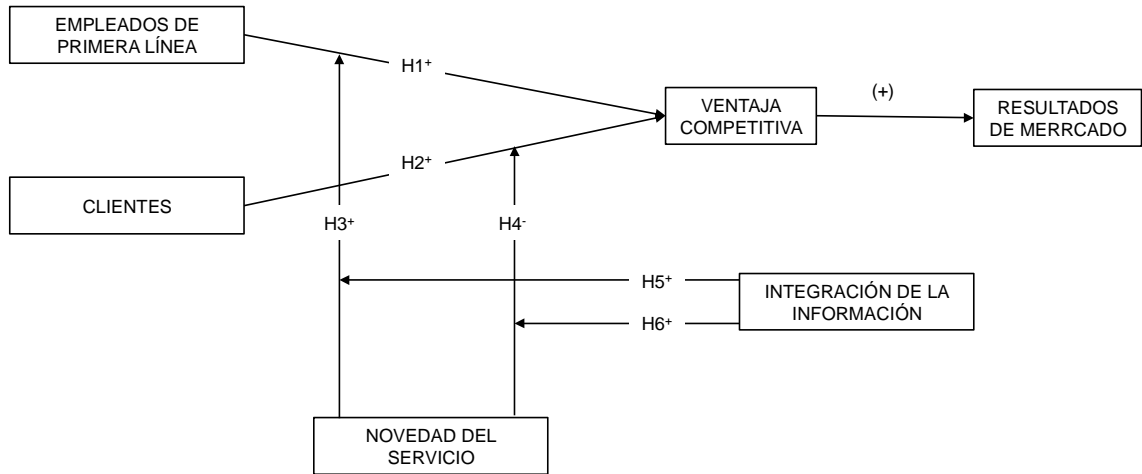 EMPLEADOS DE
PRIMERA LÍNEA
H1+
VENTAJA
COMPETITIVA
(+)
RESULTADOS
DE MERRCADO
H2+
CLIENTES
H3+
H4-
H5+
INTEGRACIÓN DE LA
INFORMACIÓN
H6+
NOVEDAD DEL
SERVICIO